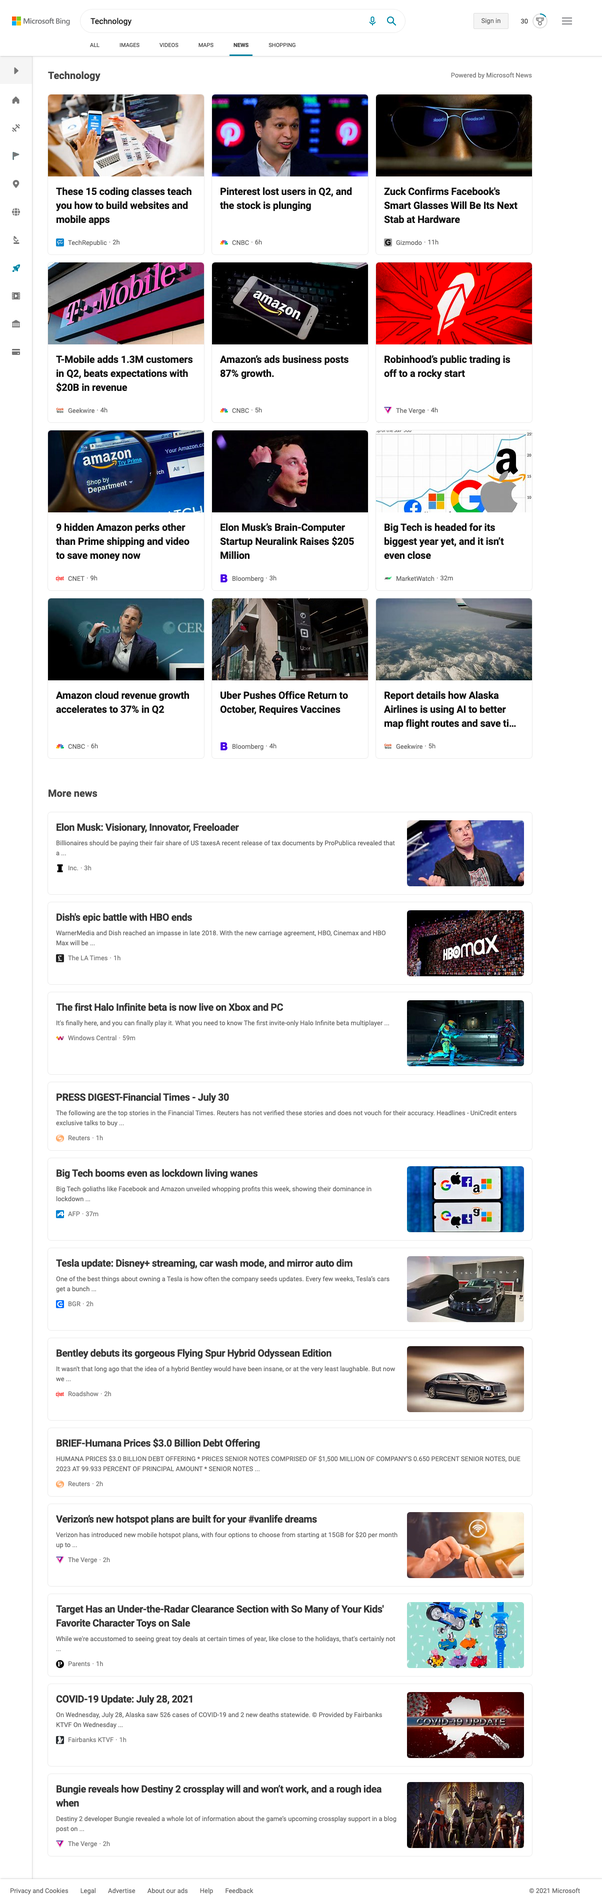 Microsoft Bing
Technology
Sign in
30
ALL
IMAGES
VIDEOS
MAPS
NEWS
SHOPPING
Technology
Powered by Microsoft News
These 15 coding classes teach
you how to build websites and
mobile apps
TechRepublic · 2h
Pinterest lost users in Q2, and
the stock is plunging
CNBC · 6h
Zuck Confirms Facebook's
Smart Glasses Will Be Its Next
Stab at Hardware
Gizmodo · 11h
T-Mobile
T-Mobile adds 1.3M customers
in Q2, beats expectations with
$20B in revenue
Geekwire · 4h
amazon
Amazon's ads business posts
87% growth.
CNBC · 5h
Robinhood's public trading is
off to a rocky start
The Verge · 4h
amazon
Try Prime
Your Amazon.co
Shop by
Department
Search
All
9 hidden Amazon perks other
than Prime shipping and video
to save money now
CNET · 9h
Elon Musk's Brain-Computer
Startup Neuralink Raises $205
Million
Bloomberg · 3h
Big Tech is headed for its
biggest year yet, and it isn't
even close
MarketWatch · 32m
CER
Amazon cloud revenue growth
accelerates to 37% in Q2
CNBC · 6h
Uber
Uber Pushes Office Return to
October, Requires Vaccines
Bloomberg · 4h
Report details how Alaska
Airlines is using AI to better
map flight routes and save ti...
Geekwire · 5h
More news
Elon Musk: Visionary, Innovator, Freeloader
Billionaires should be paying their fair share of US taxesA recent release of tax documents by ProPublica revealed that
a ...
Inc. · 3h
Dish's epic battle with HBO ends
WarnerMedia and Dish reached an impasse in late 2018. With the new carriage agreement, HBO, Cinemax and HBO
Max will be ...
The LA Times · 1h
HBOMAX
The first Halo Infinite beta is now live on Xbox and PC
It's finally here, and you can finally play it. What you need to know The first invite-only Halo Infinite beta multiplayer ...
Windows Central · 59m
PRESS DIGEST-Financial Times - July 30
The following are the top stories in the Financial Times. Reuters has not verified these stories and does not vouch for their accuracy. Headlines - UniCredit enters
exclusive talks to buy ...
Reuters · 1h
Big Tech booms even as lockdown living wanes
Big Tech goliaths like Facebook and Amazon unveiled whopping profits this week, showing their dominance in
lockdown ...
AFP · 37m
Tesla update: Disney+ streaming, car wash mode, and mirror auto dim
One of the best things about owning a Tesla is how often the company seeds updates. Every few weeks, Tesla's cars
get a bunch ...
BGR · 2h
Bentley debuts its gorgeous Flying Spur Hybrid Odyssean Edition
It wasn't that long ago that the idea of a hybrid Bentley would have been insane, or at the very least laughable. But now
we ...
Roadshow · 2h
BRIEF-Humana Prices $3.0 Billion Debt Offering
HUMANA PRICES $3.0 BILLION DEBT OFFERING * PRICES SENIOR NOTES COMPRISED OF $1,500 MILLION OF COMPANY'S 0.650 PERCENT SENIOR NOTES, DUE
2023 AT 99.933 PERCENT OF PRINCIPAL AMOUNT * SENIOR NOTES ...
Reuters · 2h
Verizon's new hotspot plans are built for your #vanlife dreams
Verizon has introduced new mobile hotspot plans, with four options to choose from starting at 15GB for $20 per month
up to ...
The Verge · 2h
Target Has an Under-the-Radar Clearance Section with So Many of Your Kids'
Favorite Character Toys on Sale
While we're accustomed to seeing great toy deals at certain times of year, like close to the holidays, that's certainly not
...
Parents · 1h
COVID-19 Update: July 28, 2021
On Wednesday, July 28, Alaska saw 526 cases of COVID-19 and 2 new deaths statewide. © Provided by Fairbanks
KTVF On Wednesday ...
Fairbanks KTVF · 1h
COVID-19 UPDATE
Bungie reveals how Destiny 2 crossplay will and won't work, and a rough idea
when
Destiny 2 developer Bungie revealed a whole lot of information about the game's upcoming crossplay support in a blog
post on ...
The Verge · 2h
Privacy and Cookies
Legal
Advertise
About our ads
Help
Feedback
© 2021 Microsoft